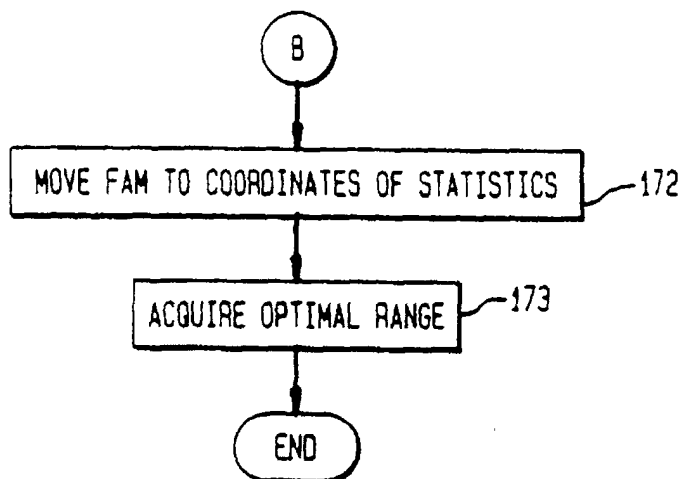 B
MOVE FAM TO COORDINATES OF STATISTICS
172
ACQUIRE OPTIMAL RANGE
173
END